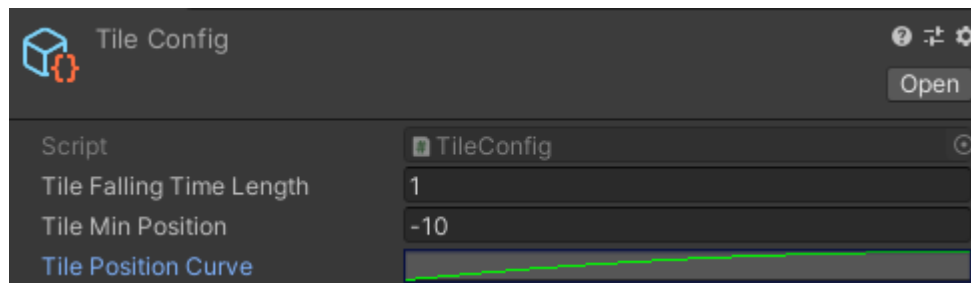 Tile Config
Open
Script TileConfig
Tile Falling Time Length 1
Tile Min Position -10
Tile Position Curve